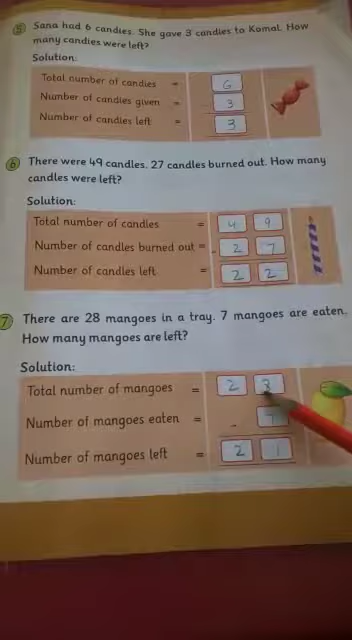 5 Sana had 6 candies. She gave 3 candies to Komal. How
many candies were left?
Solution:
Total number of candies = 6
Number of candies given = 3
Number of candles left = 3
6 There were 49 candles. 27 candles burned out. How many
candles were left?
Solution:
Total number of candles = 4 9
Number of candles burned out = - 2 7
Number of candles left = 2 2
7 There are 28 mangoes in a tray. 7 mangoes are eaten.
How many mangoes are left?
Solution:
Total number of mangoes = 2 3
Number of mangoes eaten = - 7
Number of mangoes left = 2 1